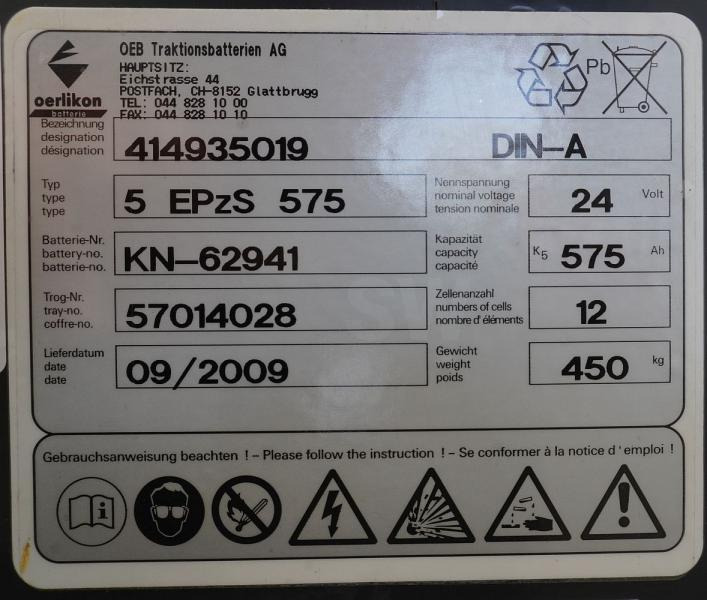 OEB Traktionsbatterien AG
HAUPTSITZ:
Eichstrasse 44
POSTFACH, CH-8152 Glattbrugg
TEL: 044 828 10 00
FAX: 044 828 10 10
oerlikon
batterie
Pb
Bezeichnung
designation
désignation
414935019 DIN-A
Typ
type
type
5 EPzS 575
Nennspannung
nominal voltage
tension nominale
24 Volt
Batterie-Nr.
battery-no.
batterie-no.
KN-62941
Kapazität
capacity
capacité
K5 575 Ah
Trog-Nr.
tray-no.
coffre-no.
57014028
Zellenanzahl
numbers of cells
nombre d'éléments
12
Lieferdatum
date
date
09/2009
Gewicht
weight
poids
450 kg
Gebrauchsanweisung beachten ! – Please follow the instruction ! – Se conformer à la notice d'emploi !